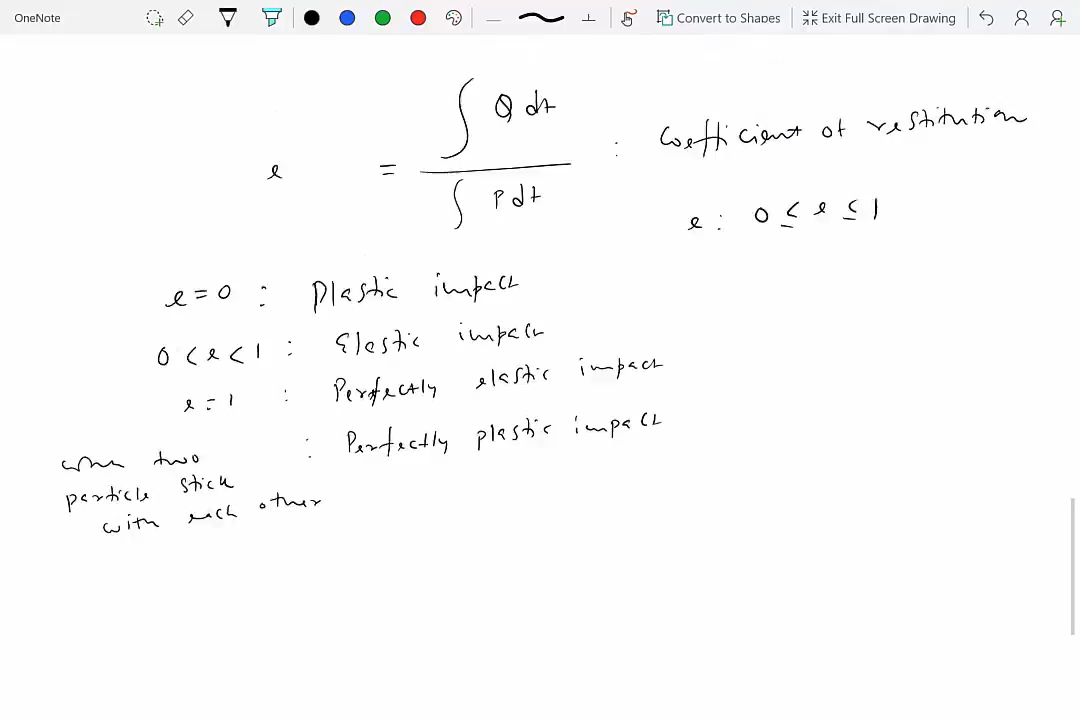 OneNote
Convert to Shapes
Exit Full Screen Drawing
e = ∫ Q dt / ∫ P dt : Coefficient of restitution
e : 0 ≤ e ≤ 1
e = 0 : Plastic impact
0 < e < 1 : Elastic impact
e = 1 : Perfectly elastic impact
: Perfectly plastic impact
when two
particle stick
with each other